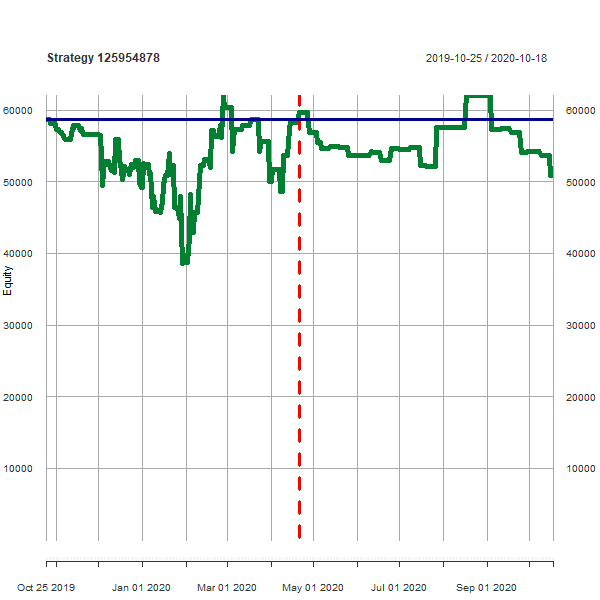 Strategy 125954878
2019-10-25 / 2020-10-18
60000
60000
50000
50000
40000
40000
Equity
30000
30000
20000
20000
10000
10000
Oct 25 2019
Jan 01 2020
Mar 01 2020
May 01 2020
Jul 01 2020
Sep 01 2020